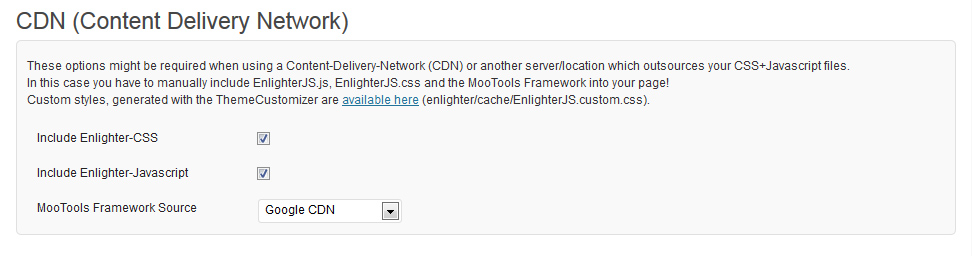 CDN (Content Delivery Network)
These options might be required when using a Content-Delivery-Network (CDN) or another server/location which outsources your CSS+Javascript files.
In this case you have to manually include EnlighterJS.js, EnlighterJS.css and the MooTools Framework into your page!
Custom styles, generated with the ThemeCustomizer are available here (enlighter/cache/EnlighterJS.custom.css).
Include Enlighter-CSS
Include Enlighter-Javascript
MooTools Framework Source Google CDN